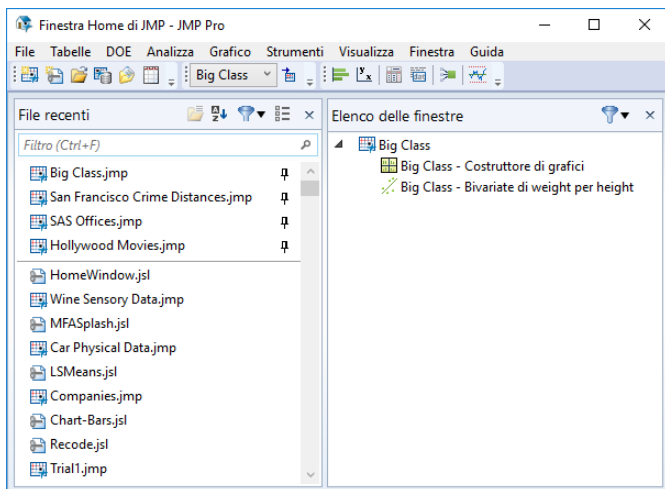 Finestra Home di JMP - JMP Pro
File Tabelle DOE Analizza Grafico Strumenti Visualizza Finestra Guida
Big Class
File recenti
Filtro (Ctrl+F)
Big Class.jmp
San Francisco Crime Distances.jmp
SAS Offices.jmp
Hollywood Movies.jmp
HomeWindow.jsl
Wine Sensory Data.jmp
MFASplash.jsl
Car Physical Data.jmp
LSMeans.jsl
Companies.jmp
Chart-Bars.jsl
Recode.jsl
Trial1.jmp
Elenco delle finestre
Big Class
Big Class - Costruttore di grafici
Big Class - Bivariate di weight per height